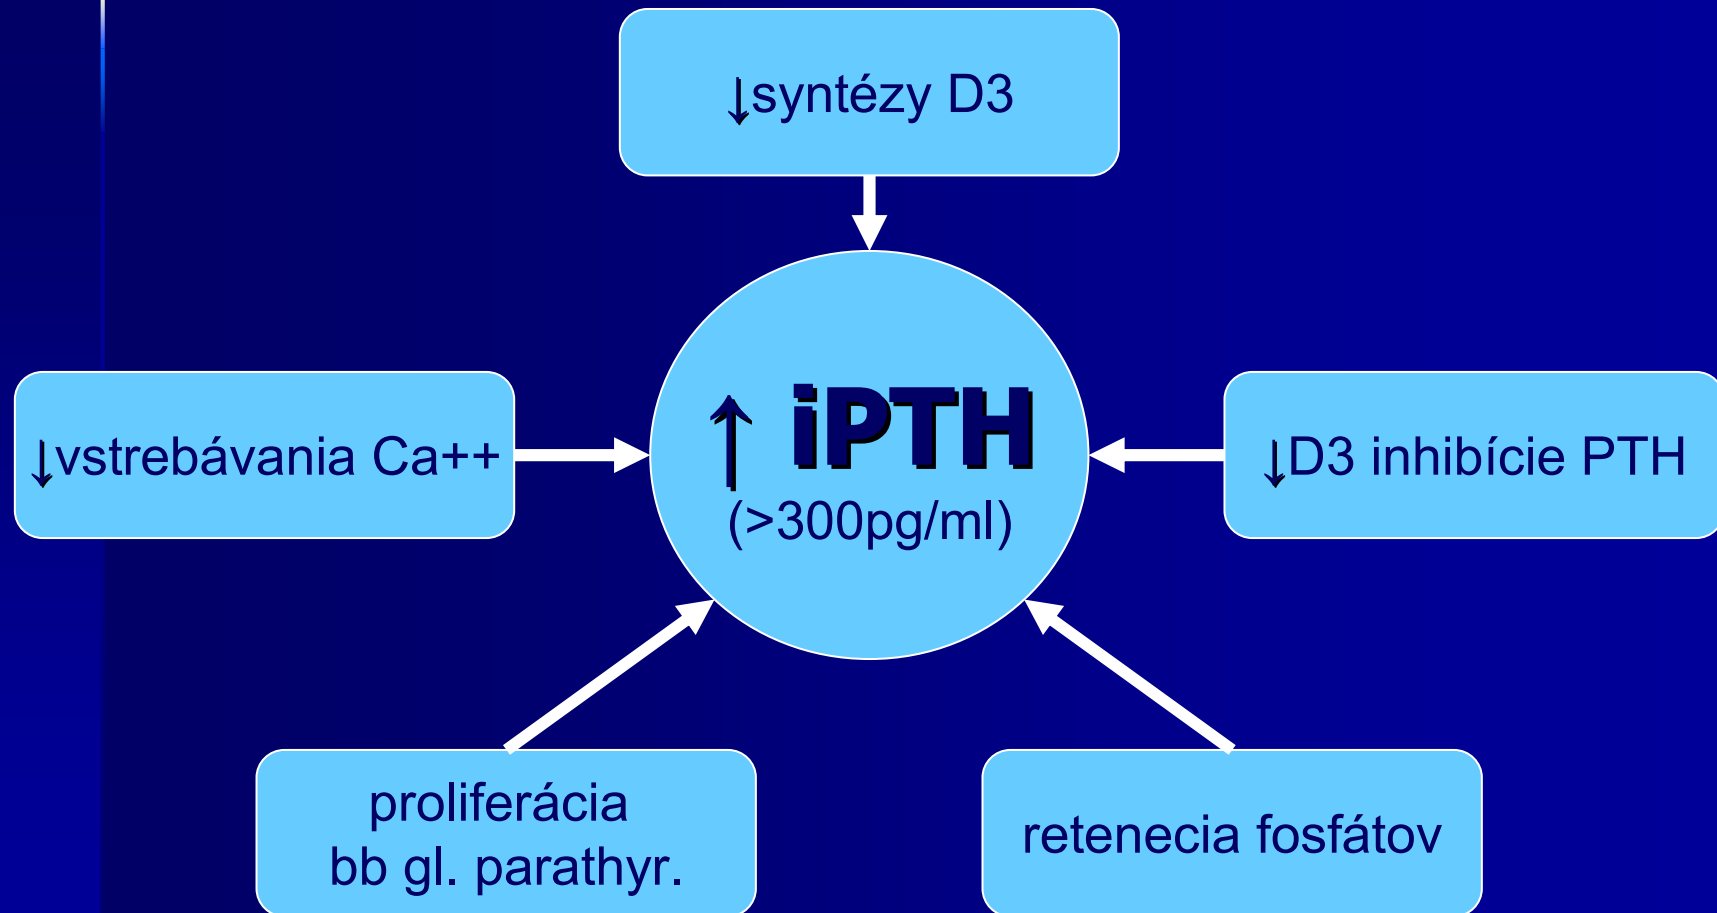 ↓syntézy D3
↓vstrebávania Ca++
↑ iPTH
(>300pg/ml)
↓D3 inhibície PTH
proliferácia
bb gl. parathyr.
retenecia fosfátov